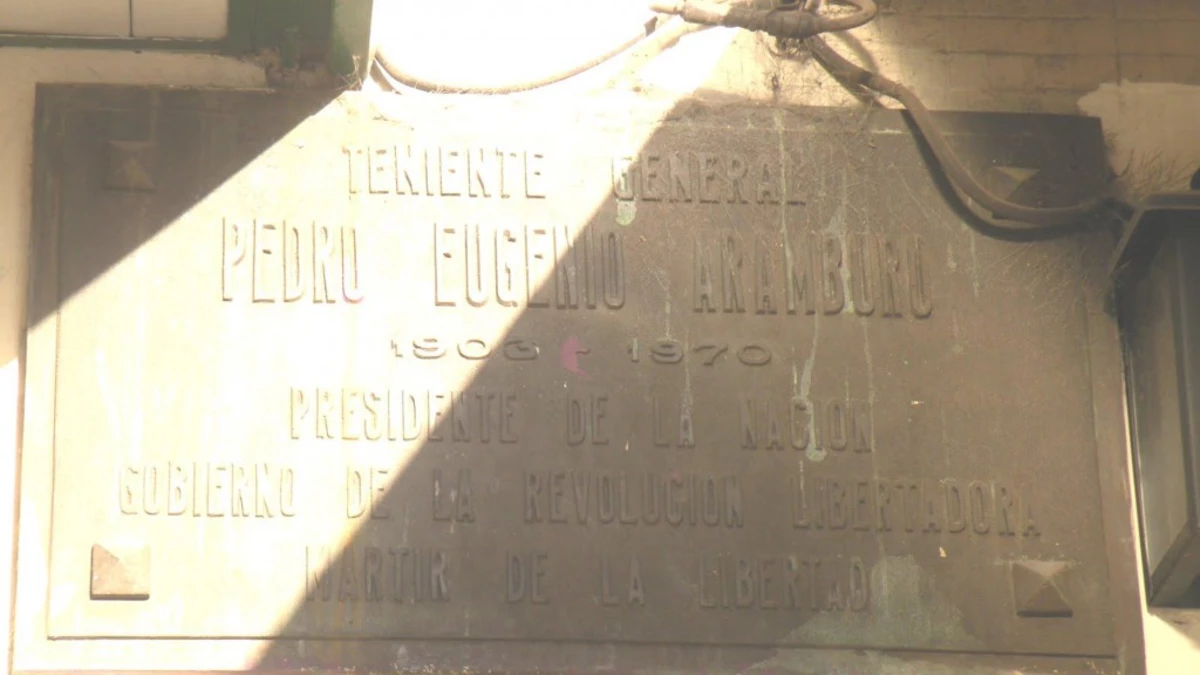 TENIENTE GENERAL
PEDRO EUGENIO ARAMBURU
1903 - 1970
PRESIDENTE DE LA NACION
GOBIERNO DE LA REVOLUCION LIBERTADORA
MARTIR DE LA LIBERTAD